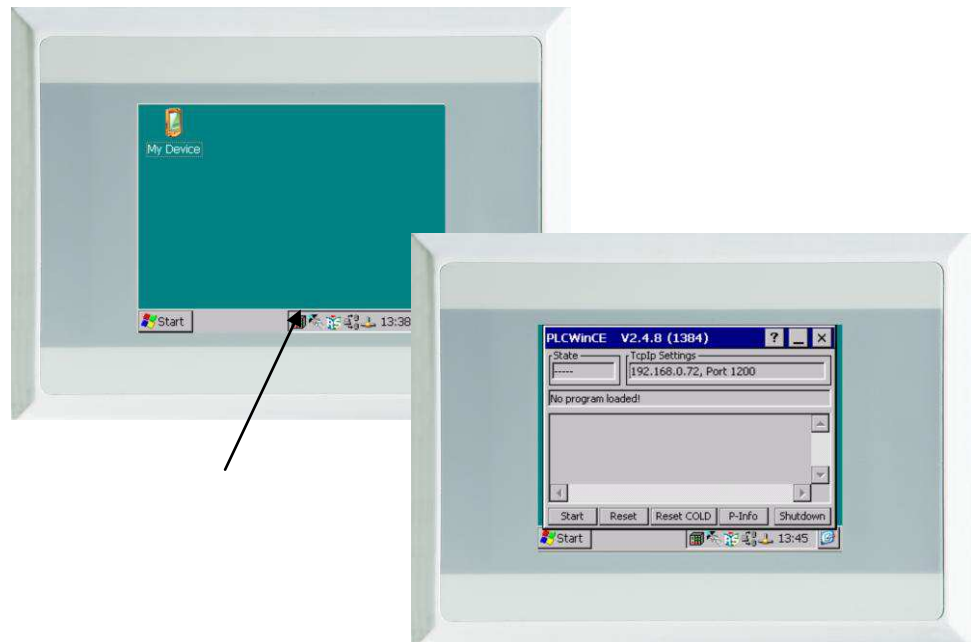 My Device
Start
13:38
PLCWinCE V2.4.8 (1384)
? _ ×
State
TcpIp Settings
-----
192.168.0.72, Port 1200
No program loaded!
Start Reset Reset COLD P-Info Shutdown
Start
13:45